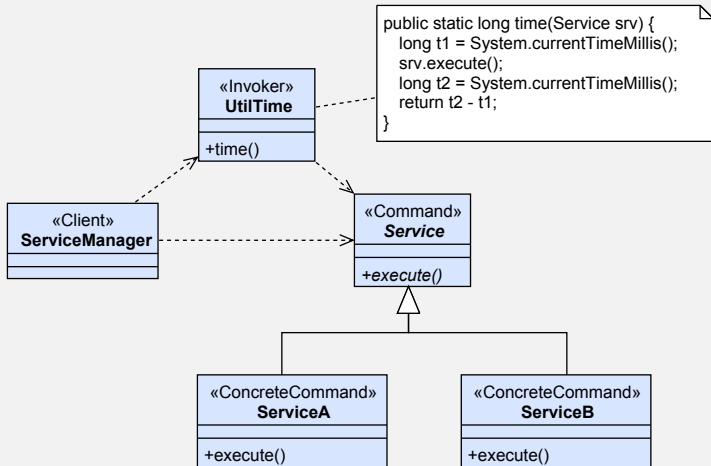 public static long time(Service srv) {
long t1 = System.currentTimeMillis();
srv.execute();
long t2 = System.currentTimeMillis();
return t2 - t1;
}
«Invoker»
UtilTime
+time()
«Client»
ServiceManager
«Command»
Service
+execute()
«ConcreteCommand»
ServiceA
+execute()
«ConcreteCommand»
ServiceB
+execute()